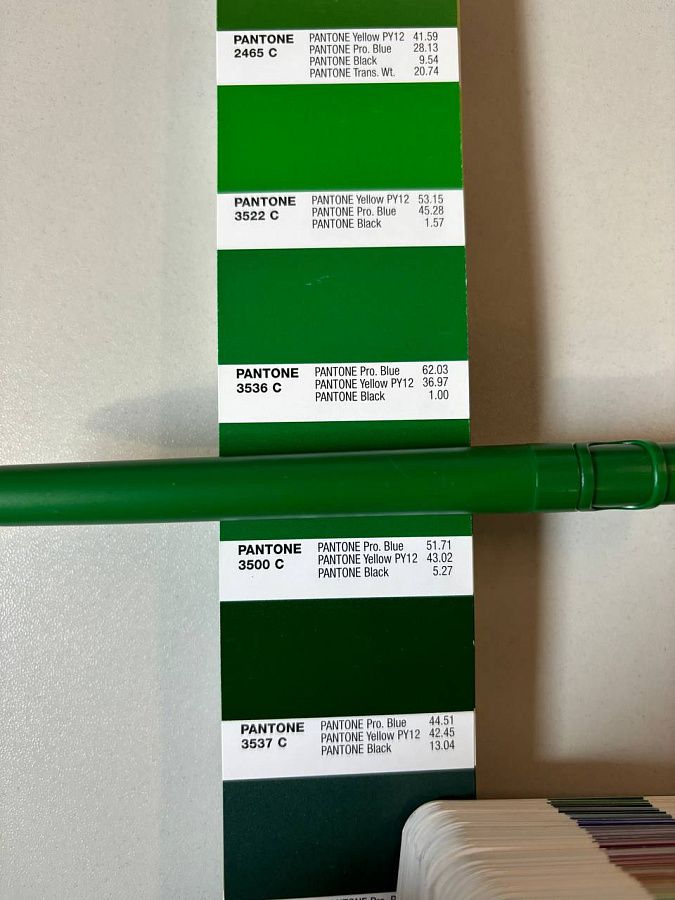 PANTONE
2465 C
PANTONE Yellow PY12 41.59
PANTONE Pro. Blue 28.13
PANTONE Black 9.54
PANTONE Trans. Wt. 20.74
PANTONE
3522 C
PANTONE Yellow PY12 53.15
PANTONE Pro. Blue 45.28
PANTONE Black 1.57
PANTONE
3536 C
PANTONE Pro. Blue 62.03
PANTONE Yellow PY12 36.97
PANTONE Black 1.00
PANTONE
3500 C
PANTONE Pro. Blue 51.71
PANTONE Yellow PY12 43.02
PANTONE Black 5.27
PANTONE
3537 C
PANTONE Pro. Blue 44.51
PANTONE Yellow PY12 42.45
PANTONE Black 13.04